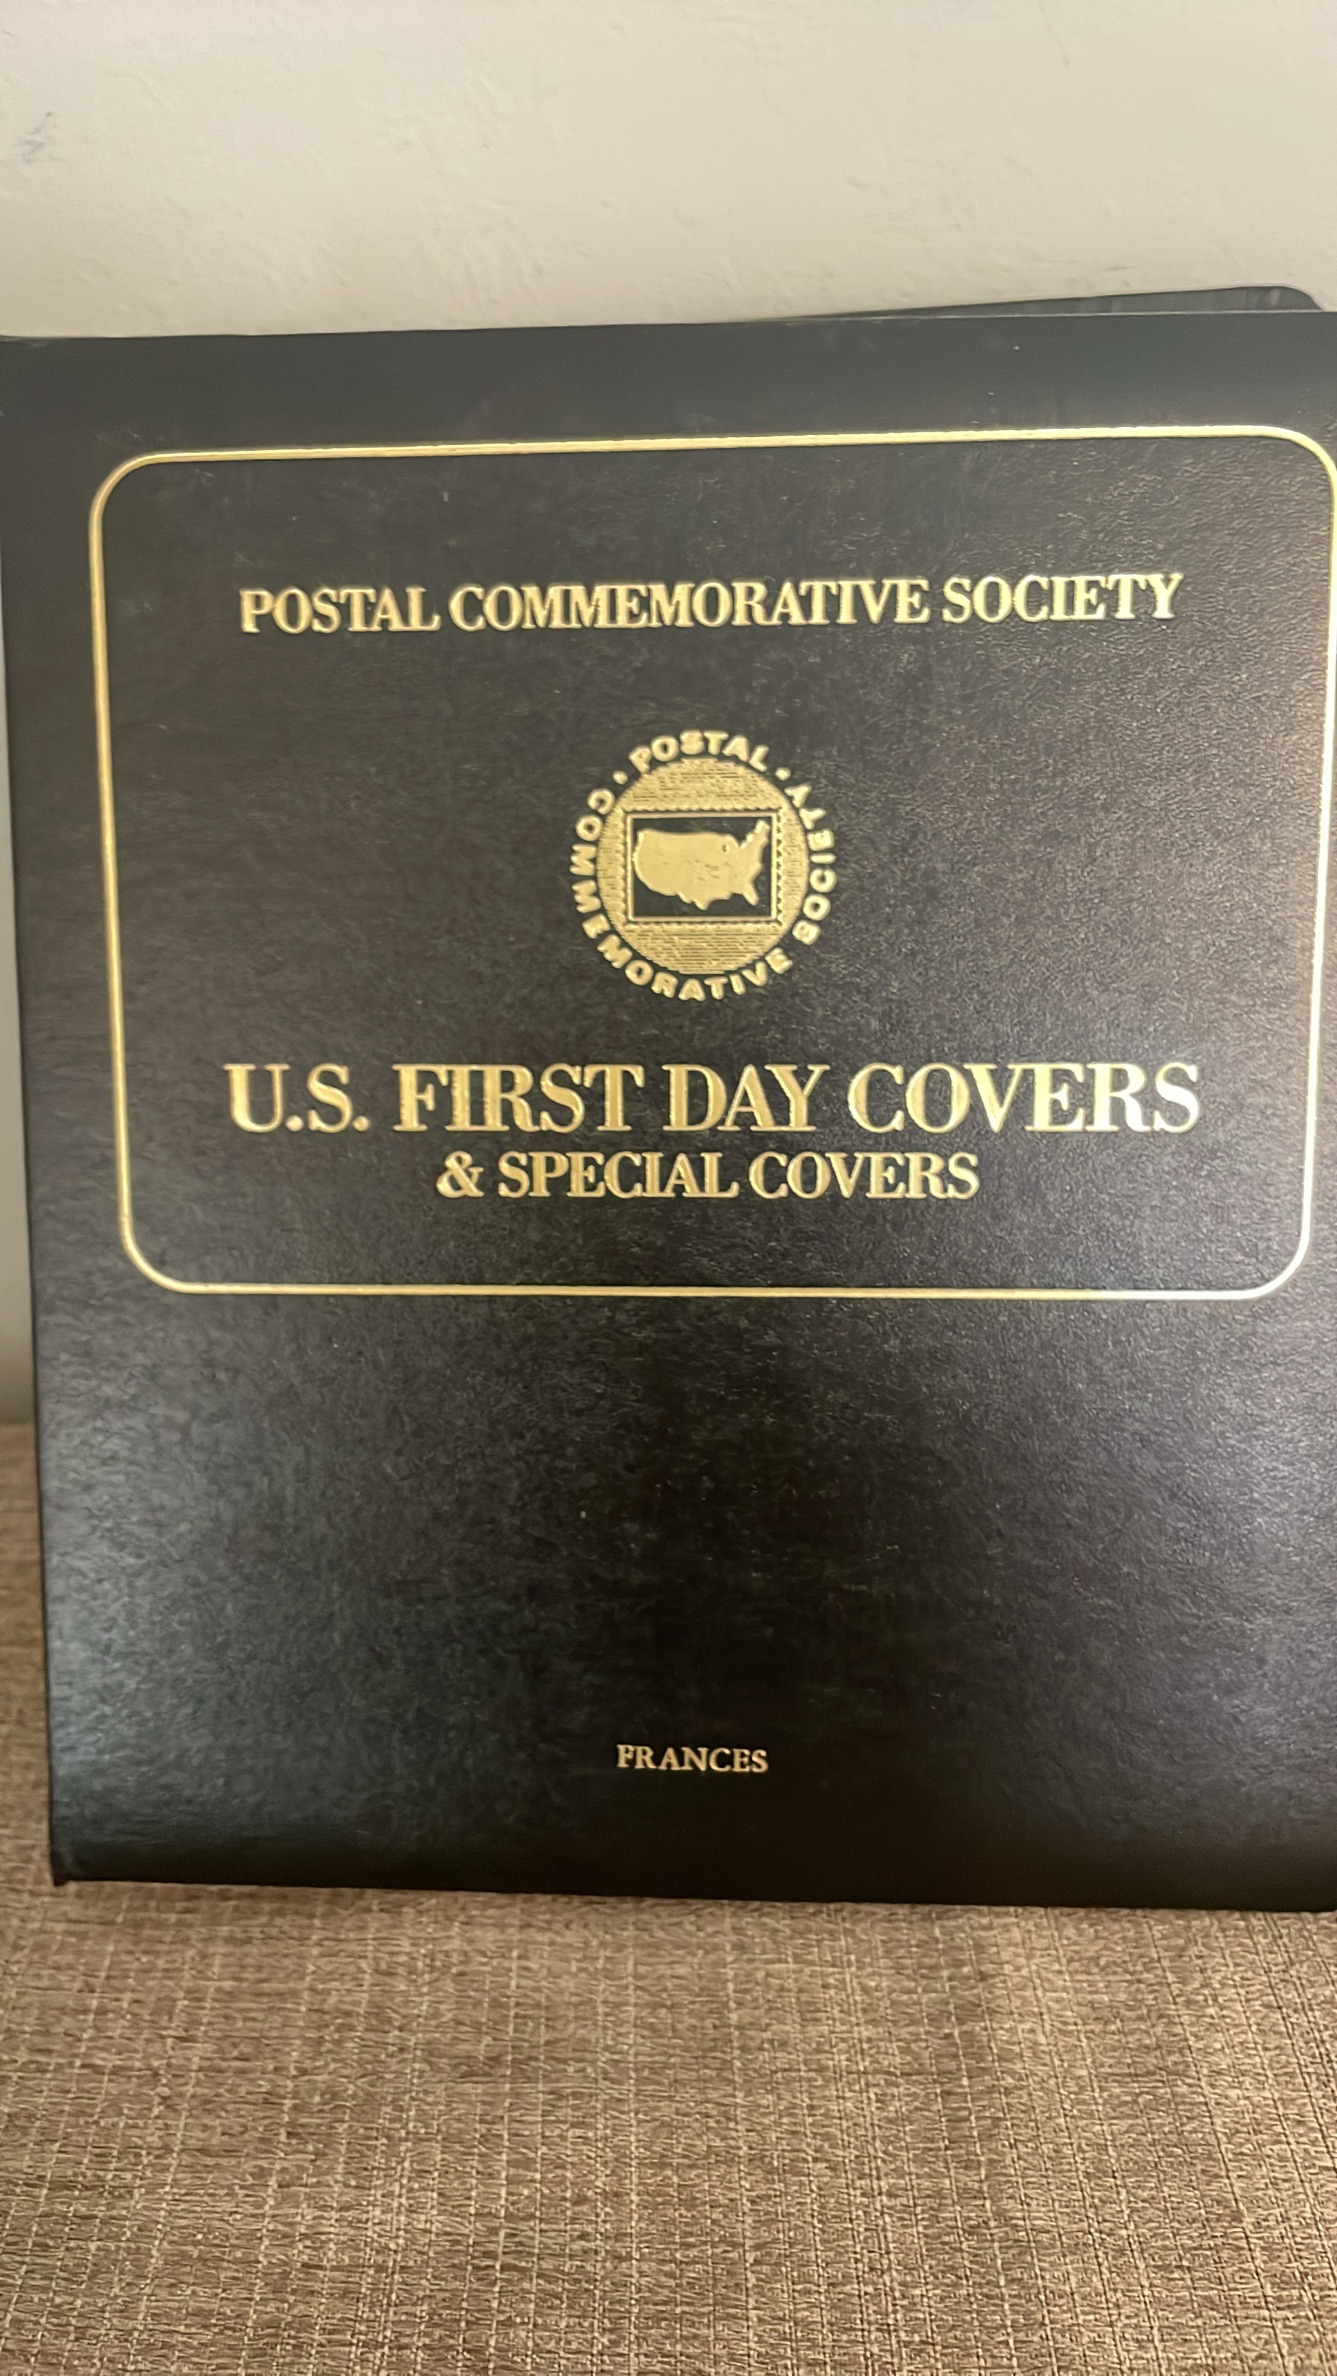 POSTAL COMMEMORATIVE SOCIETY
• POSTAL •
COMMEMORATIVE SOCIETY
U.S. FIRST DAY COVERS
& SPECIAL COVERS
FRANCES